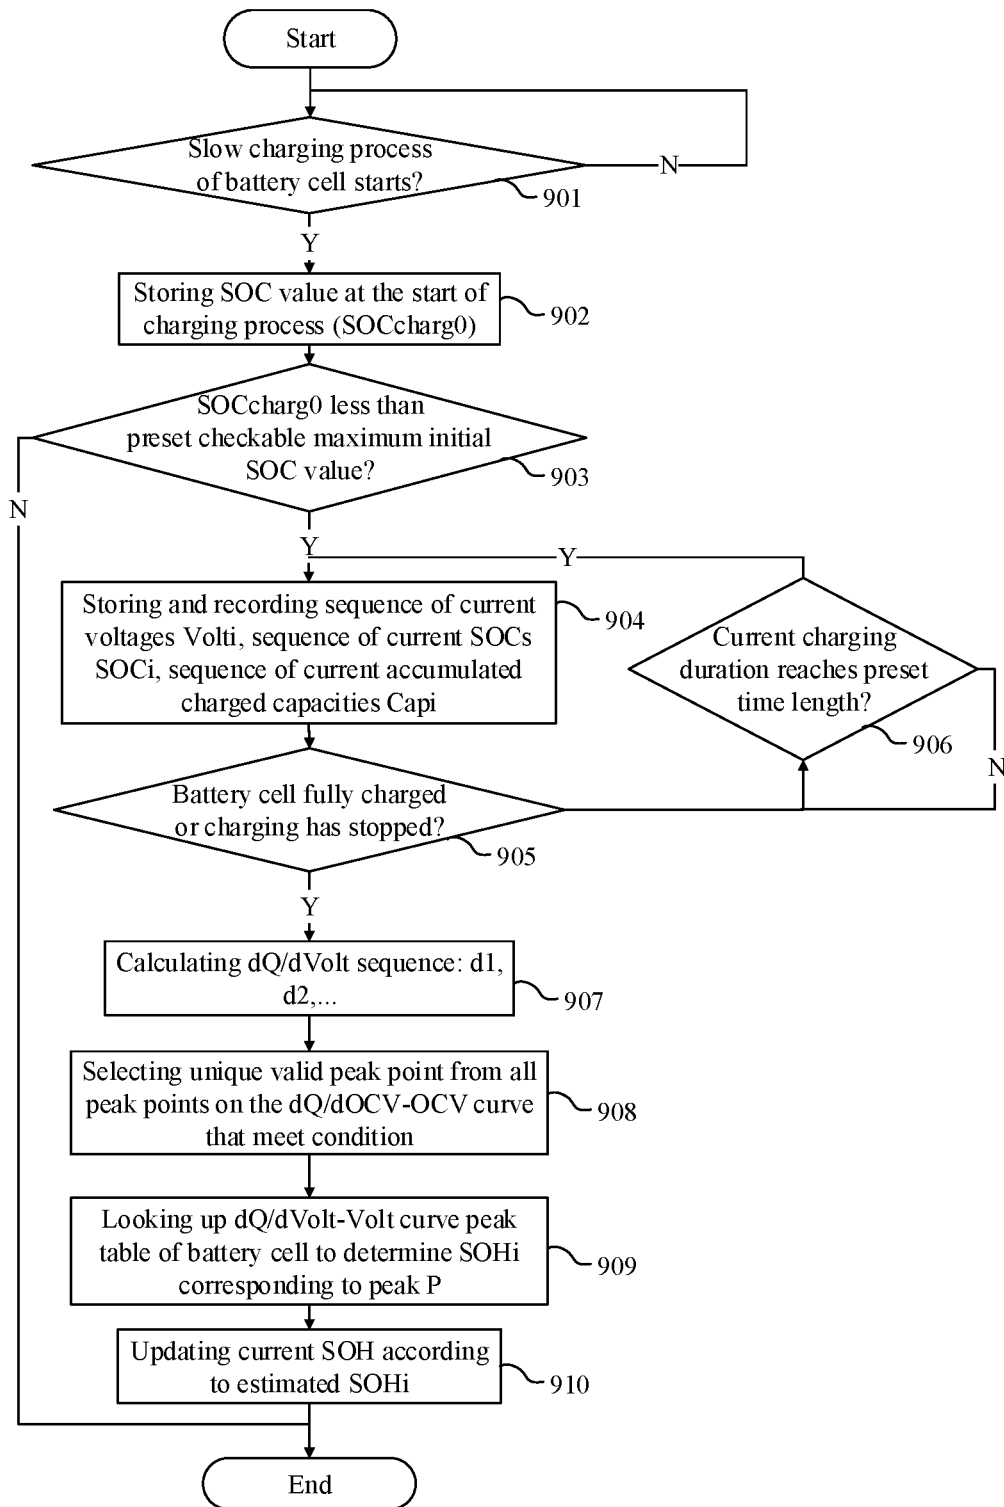 Start
Slow charging process
of battery cell starts?
N
901
Y
Storing SOC value at the start of
charging process (SOCcharg0)
902
SOCcharg0 less than
preset checkable maximum initial
SOC value?
903
N
Y
Y
Storing and recording sequence of current
voltages Volti, sequence of current SOCs
SOCi, sequence of current accumulated
charged capacities Capi
904
Current charging
duration reaches preset
time length?
906
N
Battery cell fully charged
or charging has stopped?
905
Y
Calculating dQ/dVolt sequence: d1,
d2,...
907
Selecting unique valid peak point from all
peak points on the dQ/dOCV-OCV curve
that meet condition
908
Looking up dQ/dVolt-Volt curve peak
table of battery cell to determine SOHi
corresponding to peak P
909
Updating current SOH according
to estimated SOHi
910
End